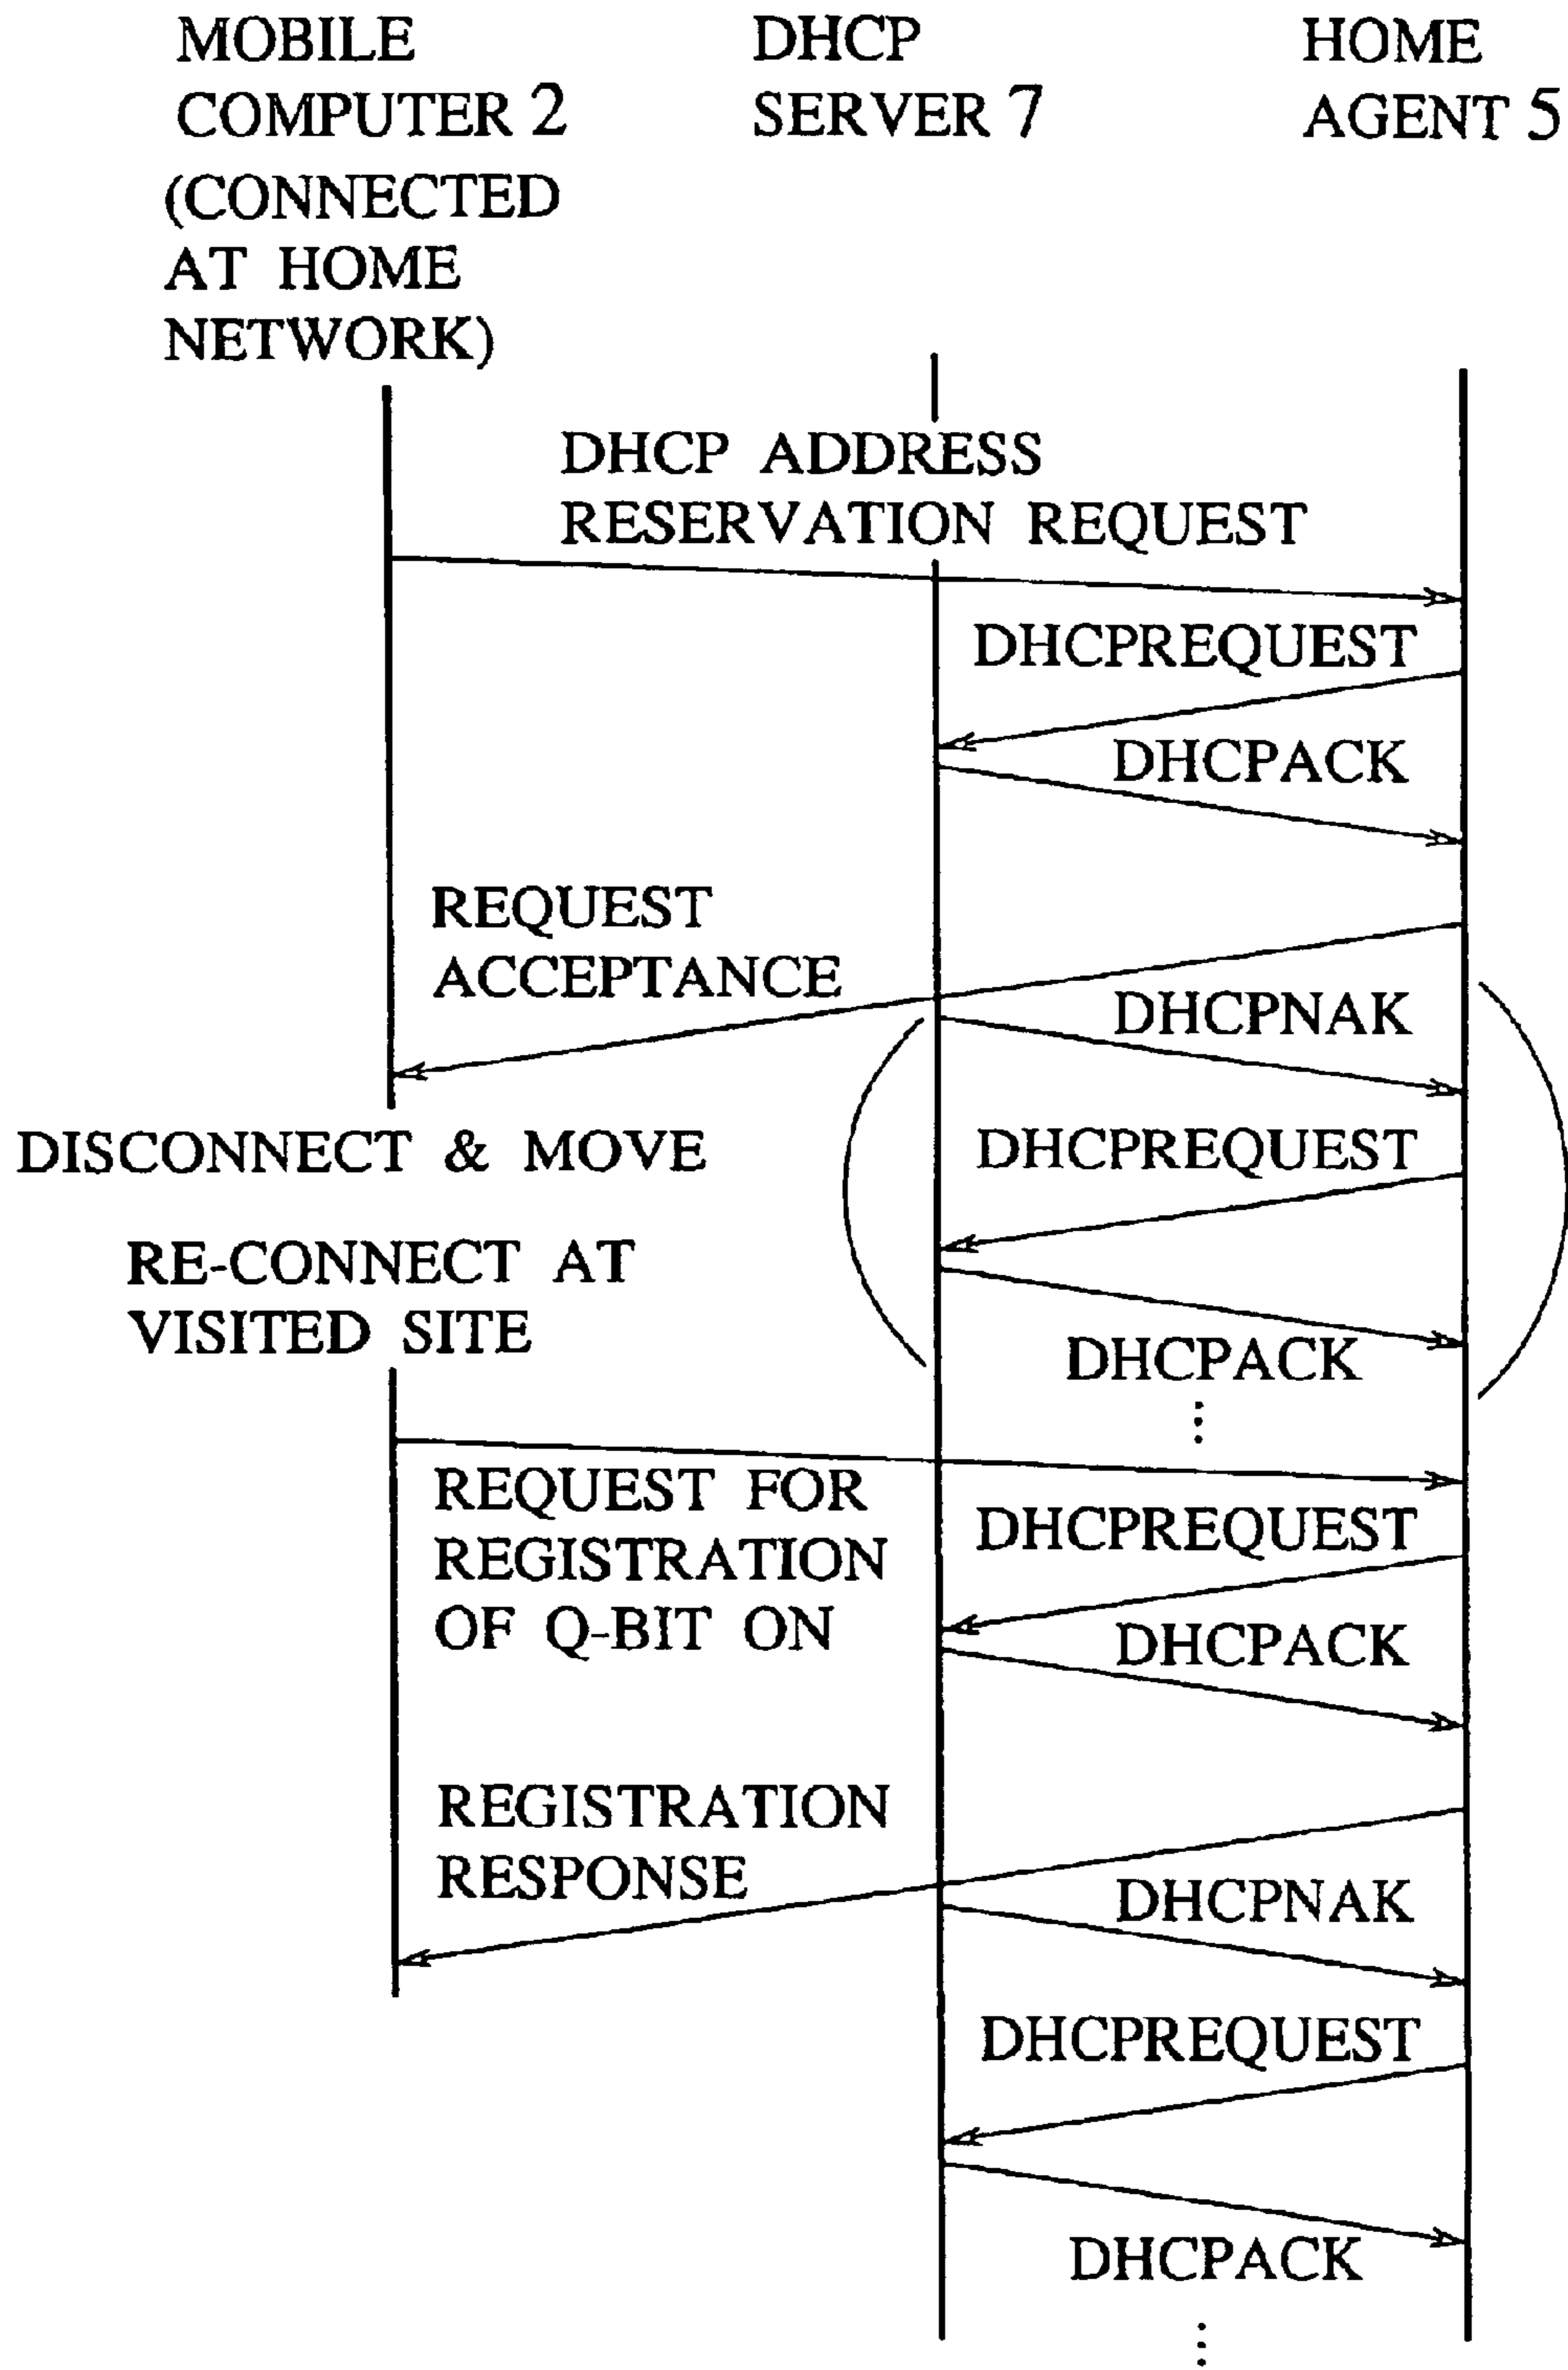 MOBILE
COMPUTER 2
(CONNECTED
AT HOME
NETWORK)
DHCP
SERVER 7
HOME
AGENT 5
DHCP ADDRESS
RESERVATION REQUEST
DHCPREQUEST
DHCPACK
REQUEST
ACCEPTANCE
DHCPNAK
DISCONNECT & MOVE
DHCPREQUEST
RE-CONNECT AT
VISITED SITE
DHCPACK
REQUEST FOR
REGISTRATION
OF Q-BIT ON
DHCPREQUEST
DHCPACK
REGISTRATION
RESPONSE
DHCPNAK
DHCPREQUEST
DHCPACK